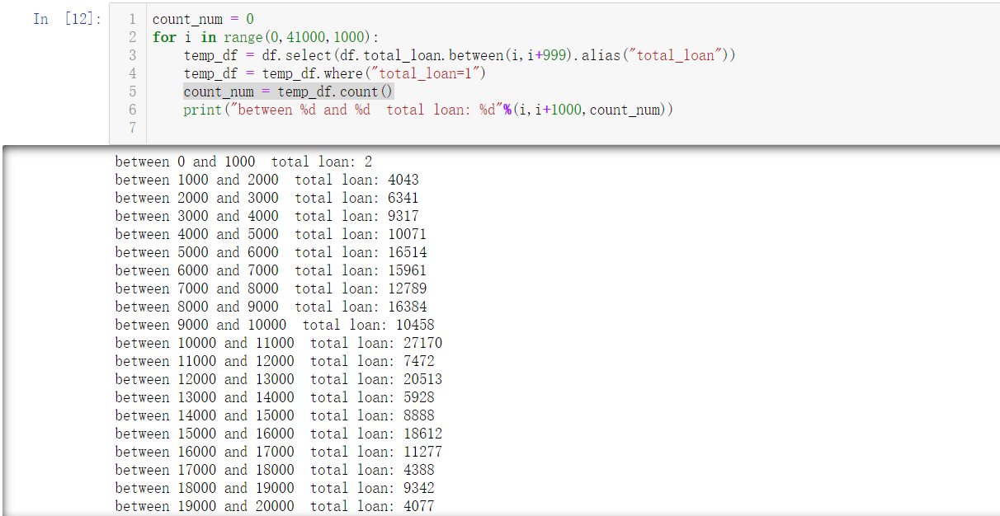 In [12]:
1 count_num = 0
2 for i in range(0,41000,1000):
3     temp_df = df.select(df.total_loan.between(i,i+999).alias("total_loan"))
4     temp_df = temp_df.where("total_loan=1")
5     count_num = temp_df.count()
6     print("between %d and %d  total loan: %d"%(i,i+1000,count_num))
7
between 0 and 1000  total loan: 2
between 1000 and 2000  total loan: 4043
between 2000 and 3000  total loan: 6341
between 3000 and 4000  total loan: 9317
between 4000 and 5000  total loan: 10071
between 5000 and 6000  total loan: 16514
between 6000 and 7000  total loan: 15961
between 7000 and 8000  total loan: 12789
between 8000 and 9000  total loan: 16384
between 9000 and 10000  total loan: 10458
between 10000 and 11000  total loan: 27170
between 11000 and 12000  total loan: 7472
between 12000 and 13000  total loan: 20513
between 13000 and 14000  total loan: 5928
between 14000 and 15000  total loan: 8888
between 15000 and 16000  total loan: 18612
between 16000 and 17000  total loan: 11277
between 17000 and 18000  total loan: 4388
between 18000 and 19000  total loan: 9342
between 19000 and 20000  total loan: 4077